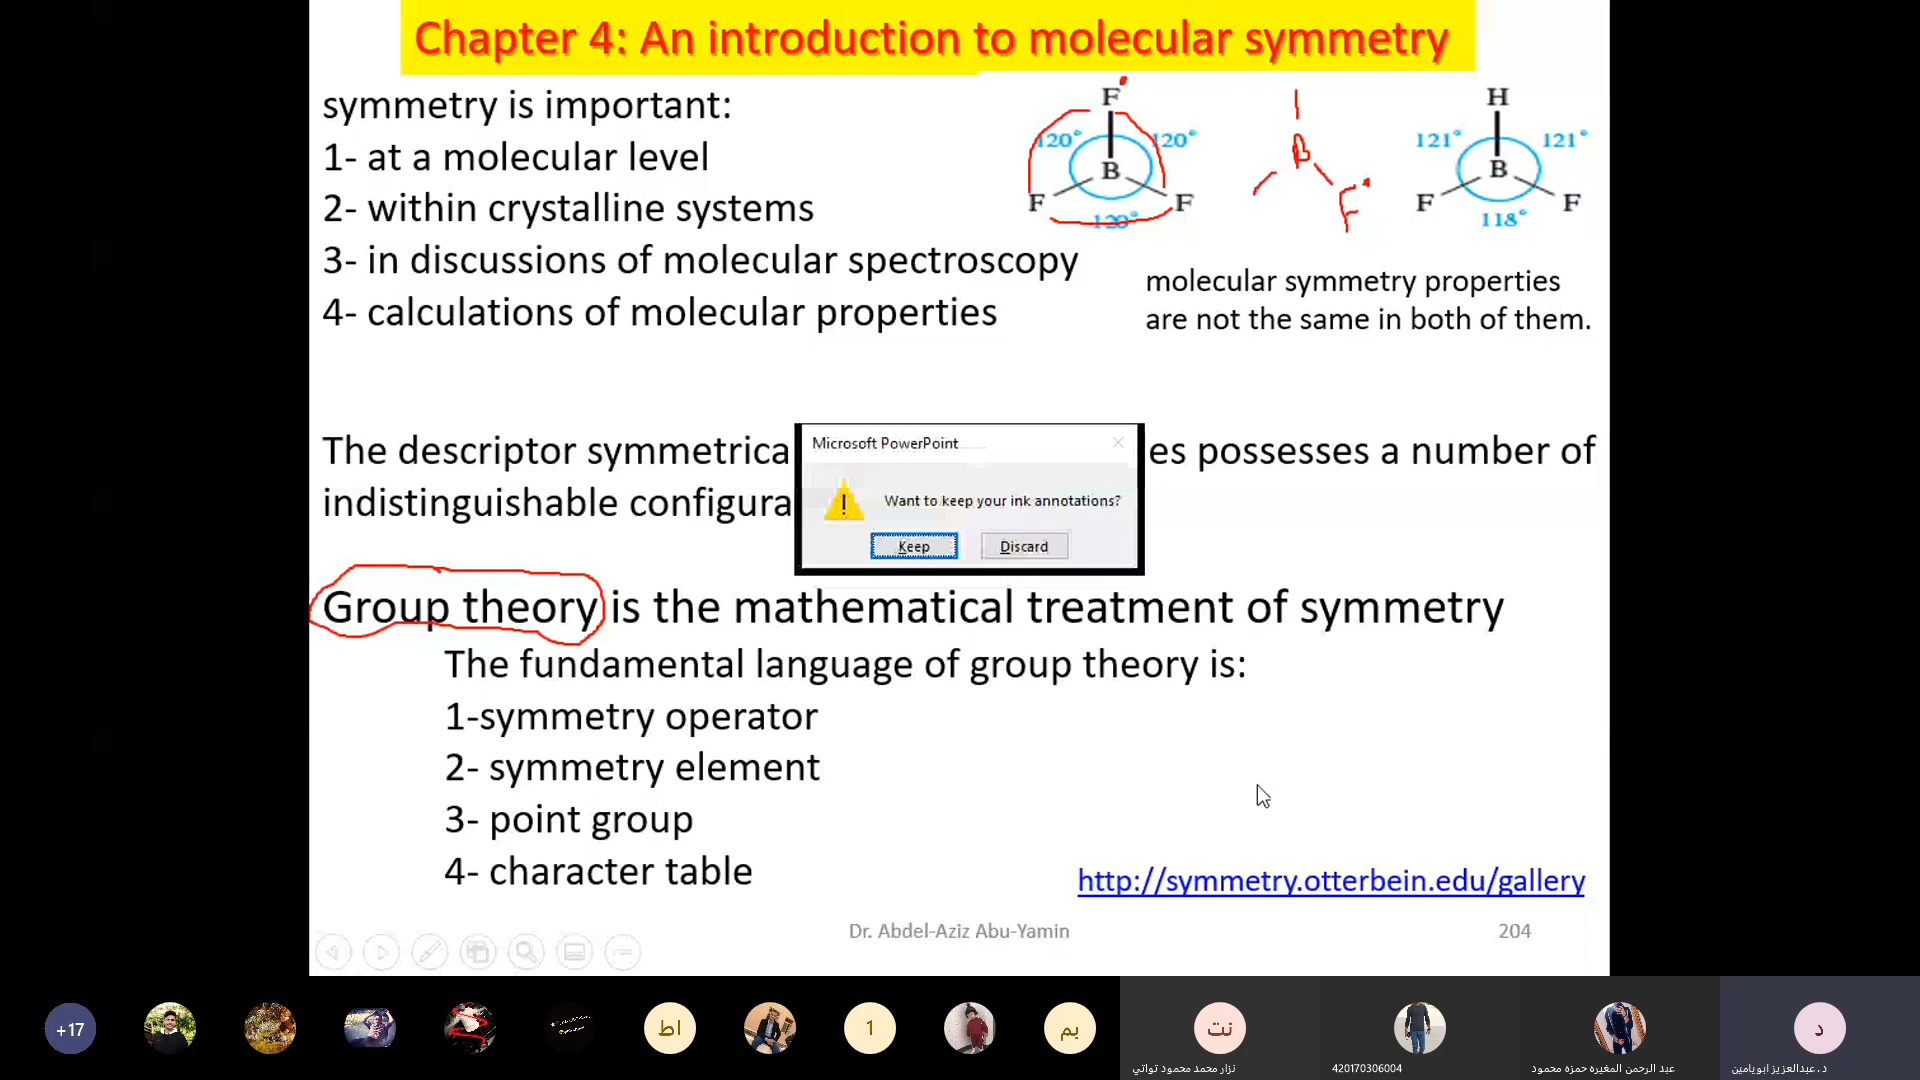 Chapter 4: An introduction to molecular symmetry
symmetry is important:
1- at a molecular level
2- within crystalline systems
3- in discussions of molecular spectroscopy
4- calculations of molecular properties
F
120°
120°
B
F
F
120°
B
F
H
121°
121°
B
F
F
118°
molecular symmetry properties
are not the same in both of them.
The descriptor symmetrica
es possesses a number of
indistinguishable configura
Microsoft PowerPoint
Want to keep your ink annotations?
Keep
Discard
Group theory is the mathematical treatment of symmetry
The fundamental language of group theory is:
1-symmetry operator
2- symmetry element
3- point group
4- character table
http://symmetry.otterbein.edu/gallery
Dr. Abdel-Aziz Abu-Yamin
204
+17
اط
1
بم
نت
د
نزار محمد محمود تواتي
420170306004
عبد الرحمن المغيره حمزه محمود
د.عبدالعزيز ابويامين